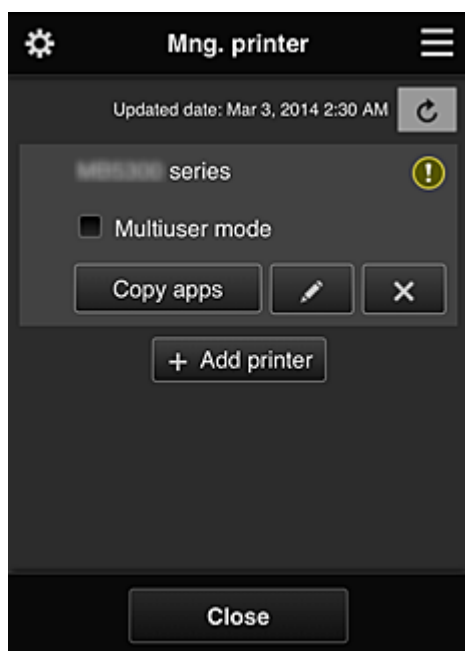 Mng. printer
Updated date: Mar 3, 2014 2:30 AM
series
Multiuser mode
Copy apps
+ Add printer
Close